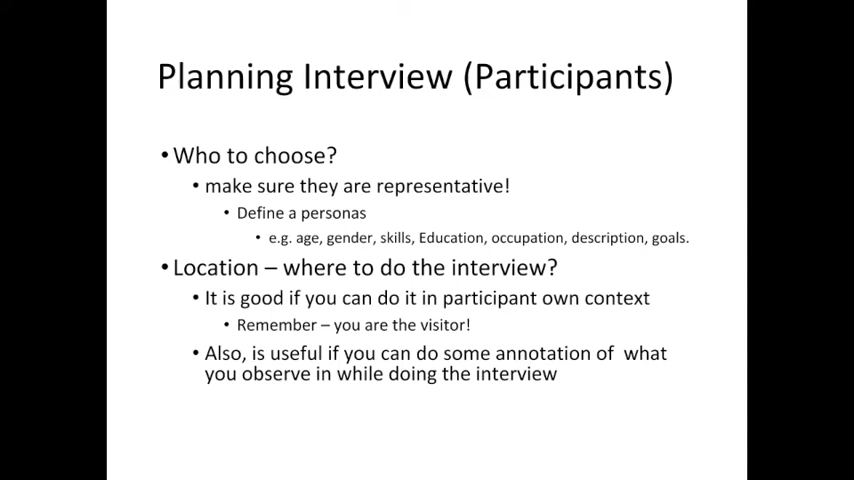 Planning Interview (Participants)
• Who to choose?
• make sure they are representative!
• Define a personas
• e.g. age, gender, skills, Education, occupation, description, goals.
• Location – where to do the interview?
• It is good if you can do it in participant own context
• Remember – you are the visitor!
• Also, is useful if you can do some annotation of  what
you observe in while doing the interview